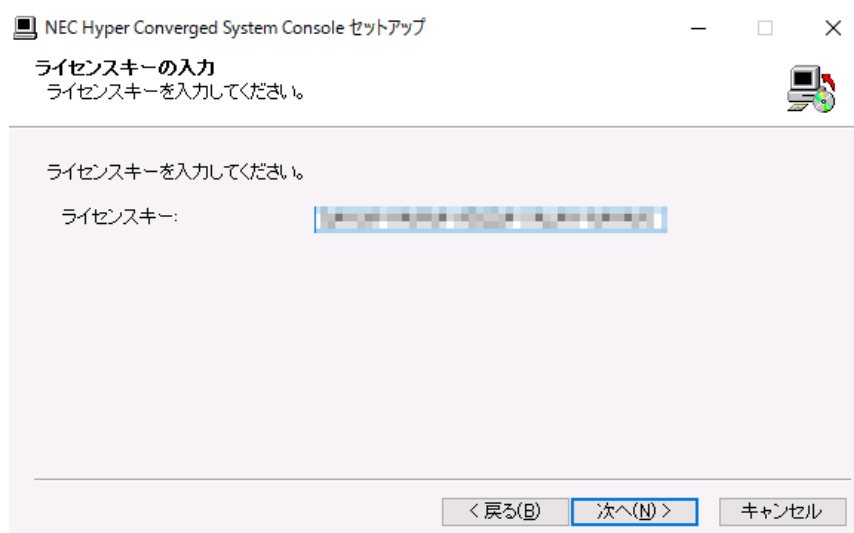 NEC Hyper Converged System Console セットアップ
ライセンスキーの入力
ライセンスキーを入力してください。
ライセンスキーを入力してください。
ライセンスキー:
< 戻る(B) 次へ(N) > キャンセル